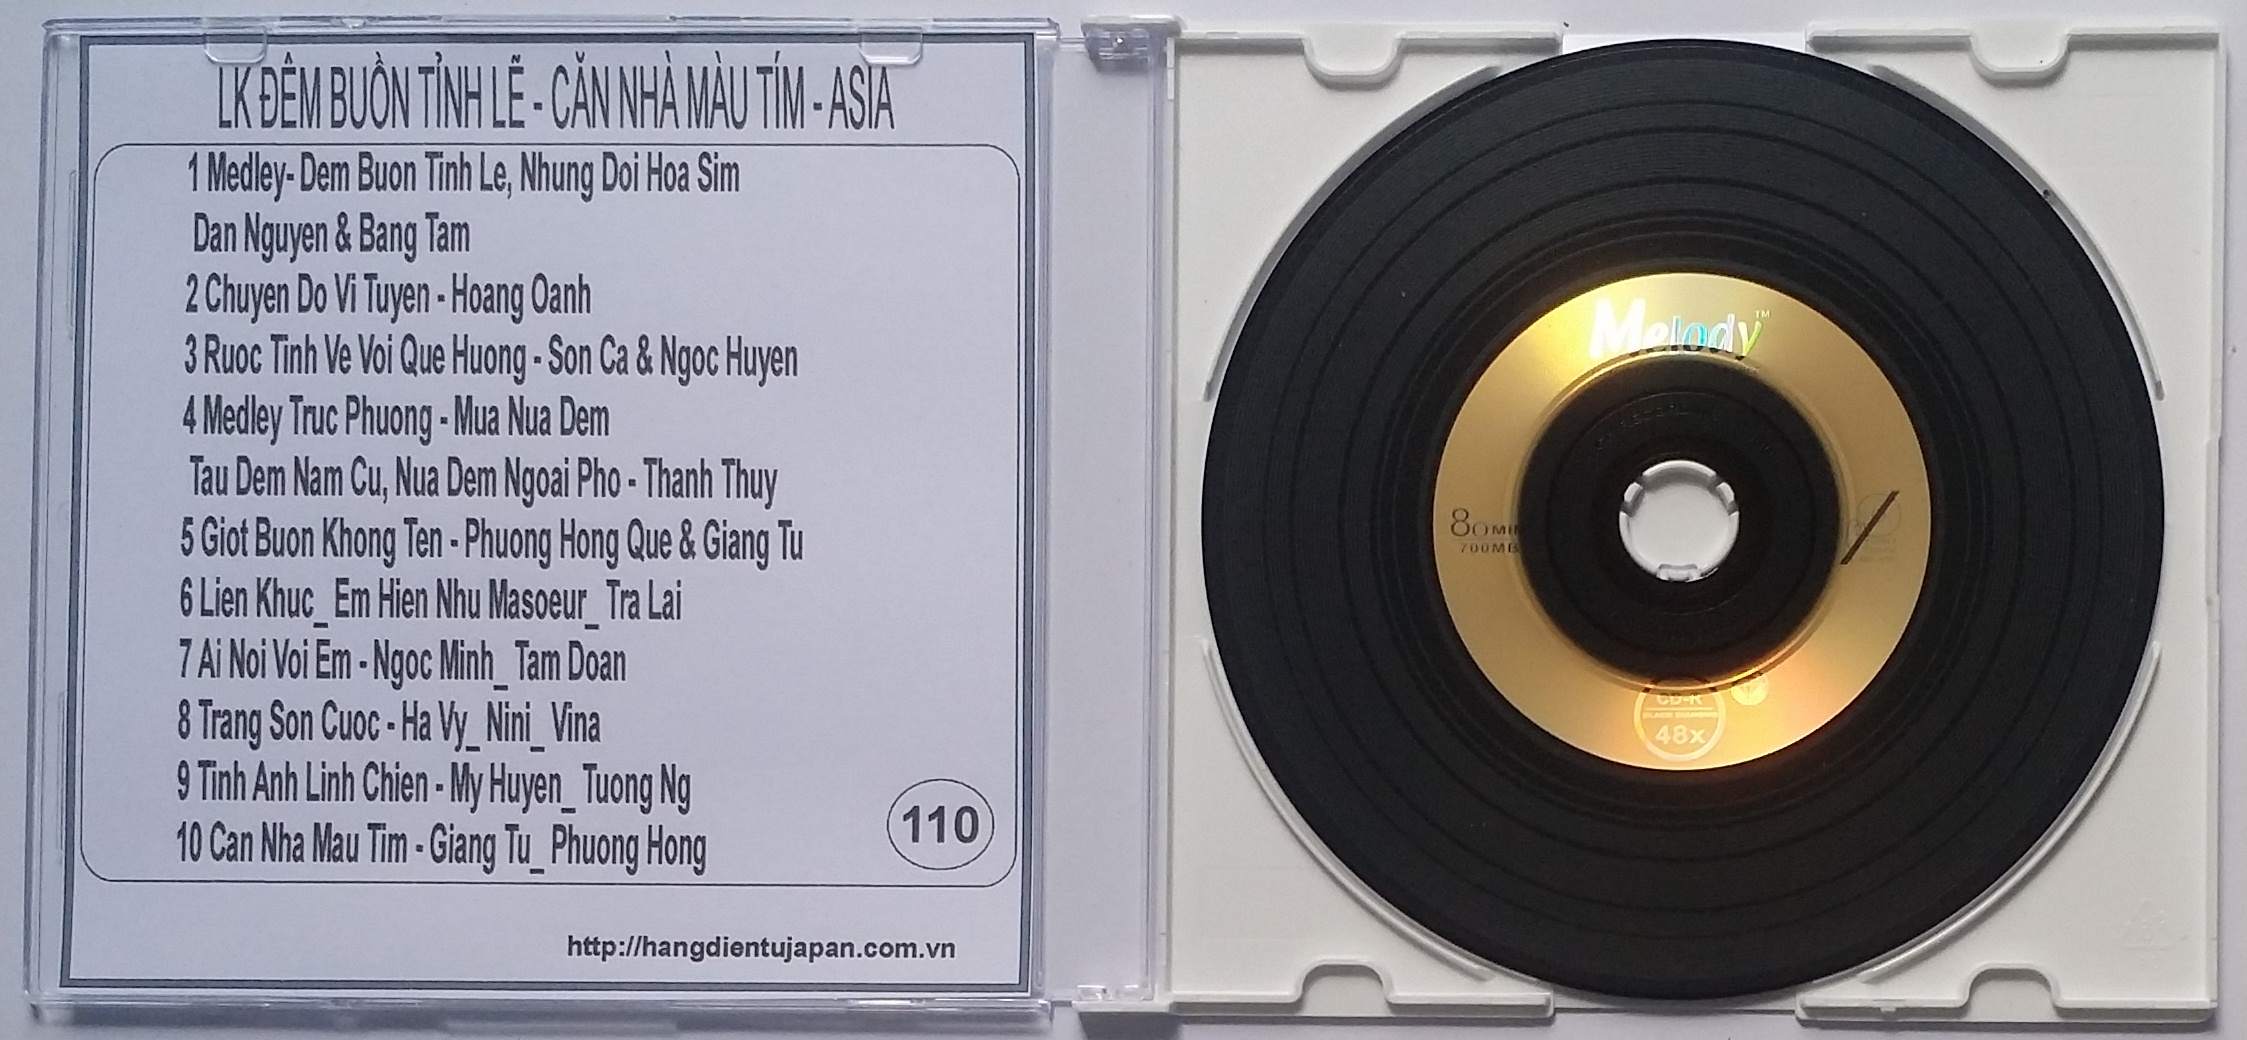 LK ĐÊM BUỒN TỈNH LẼ - CĂN NHÀ MÀU TÍM - ASIA
1 Medley- Dem Buon Tinh Le, Nhung Doi Hoa Sim
Dan Nguyen & Bang Tam
2 Chuyen Do Vi Tuyen - Hoang Oanh
3 Ruoc Tinh Ve Voi Que Huong - Son Ca & Ngoc Huyen
4 Medley Truc Phuong - Mua Nua Dem
Tau Dem Nam Cu, Nua Dem Ngoai Pho - Thanh Thuy
5 Giot Buon Khong Ten - Phuong Hong Que & Giang Tu
6 Lien Khuc_ Em Hien Nhu Masoeur_ Tra Lai
7 Ai Noi Voi Em - Ngoc Minh_ Tam Doan
8 Trang Son Cuoc - Ha Vy_ Nini_ Vina
9 Tinh Anh Linh Chien - My Huyen_ Tuong Ng
10 Can Nha Mau Tim - Giang Tu_ Phuong Hong
110
http://hangdientujapan.com.vn
Melody™
80 MIN
700MB
CD-R
48x